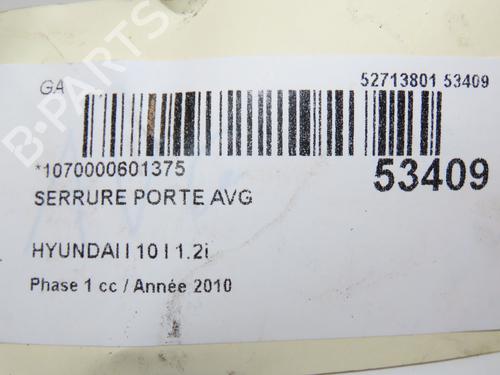 GA
52713801 53409
*1070000601375
53409
SERRURE PORTE AVG
HYUNDAI I 10 I 1.2i
Phase 1 cc / Année 2010
B-PARTS